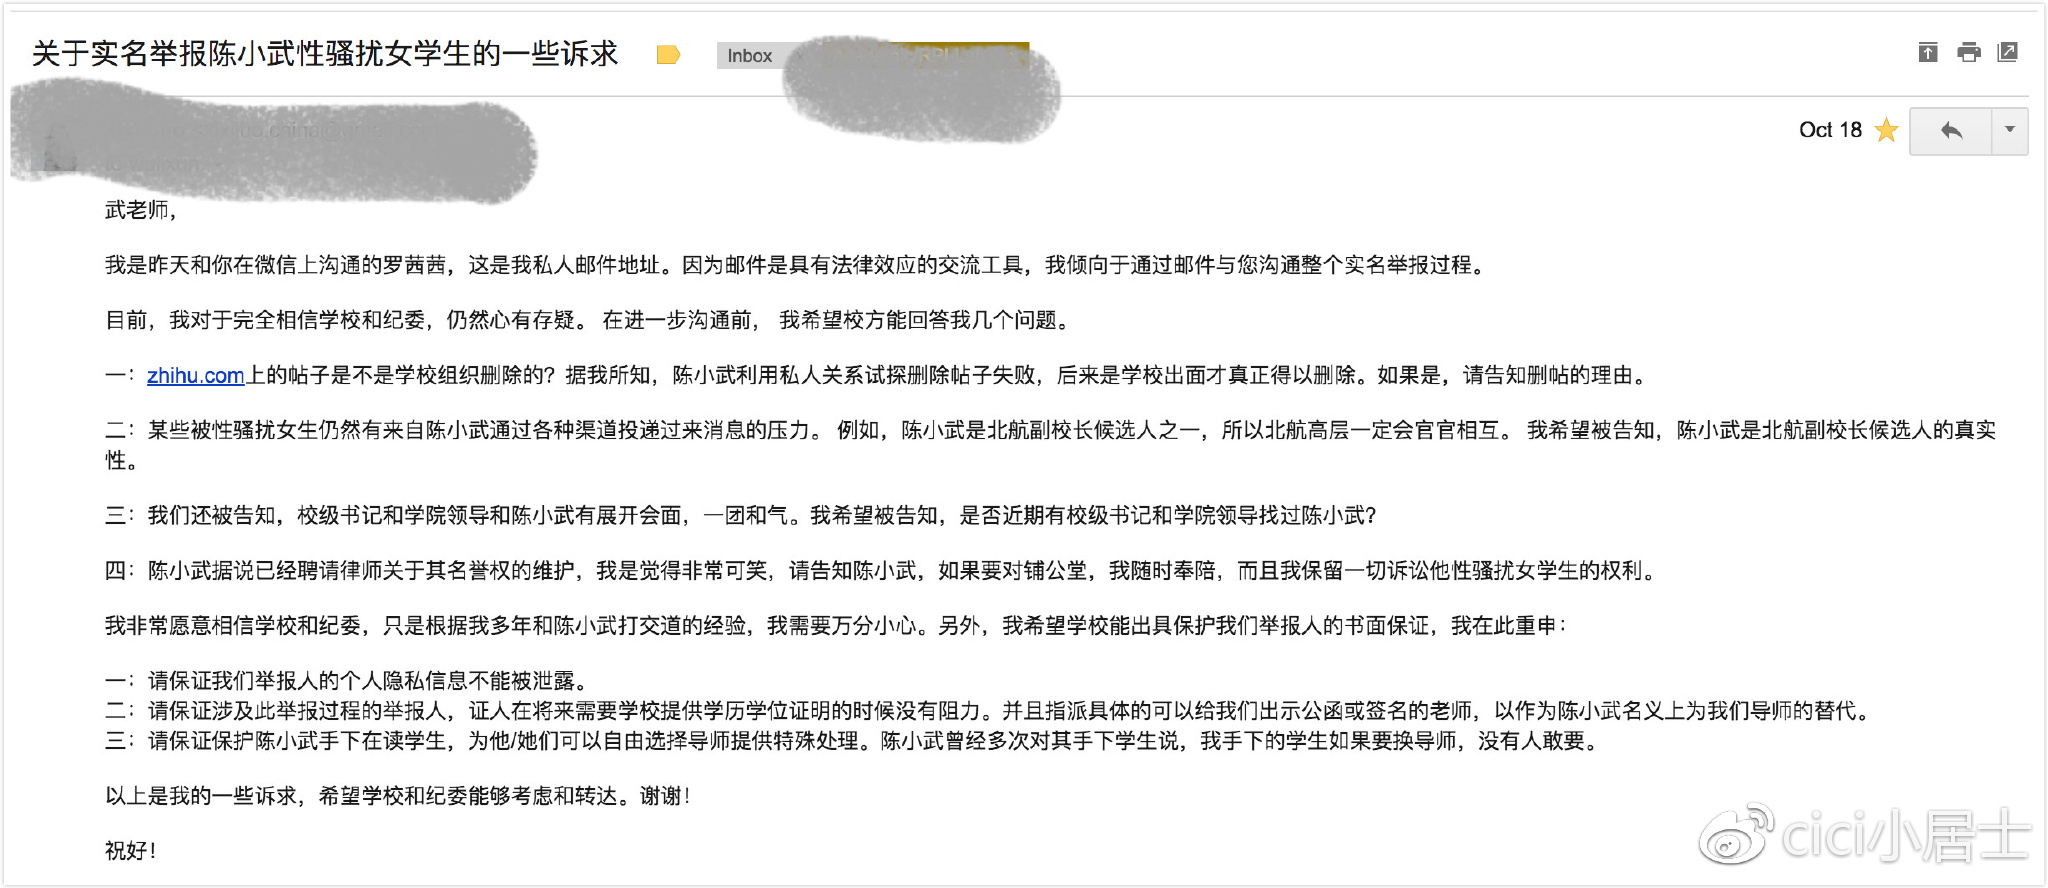 关于实名举报陈小武性骚扰女学生的一些诉求
Inbox
Oct 18
武老师,
我是昨天和你在微信上沟通的罗茜茜，这是我私人邮件地址。因为邮件是具有法律效应的交流工具，我倾向于通过邮件与您沟通整个实名举报过程。
目前，我对于完全相信学校和纪委，仍然心有存疑。 在进一步沟通前， 我希望校方能回答我几个问题。
一：zhihu.com上的帖子是不是学校组织删除的？据我所知，陈小武利用私人关系试探删除帖子失败，后来是学校出面才真正得以删除。如果是，请告知删帖的理由。
二：某些被性骚扰女生仍然有来自陈小武通过各种渠道投递过来消息的压力。 例如，陈小武是北航副校长候选人之一，所以北航高层一定会官官相互。 我希望被告知，陈小武是北航副校长候选人的真实
性。
三：我们还被告知，校级书记和学院领导和陈小武有展开会面，一团和气。我希望被告知，是否近期有校级书记和学院领导找过陈小武？
四：陈小武据说已经聘请律师关于其名誉权的维护，我是觉得非常可笑，请告知陈小武，如果要对铺公堂，我随时奉陪，而且我保留一切诉讼他性骚扰女学生的权利。
我非常愿意相信学校和纪委，只是根据我多年和陈小武打交道的经验，我需要万分小心。另外，我希望学校能出具保护我们举报人的书面保证，我在此重申：
一：请保证我们举报人的个人隐私信息不能被泄露。
二：请保证涉及此举报过程的举报人，证人在将来需要学校提供学历学位证明的时候没有阻力。并且指派具体的可以给我们出示公函或签名的老师，以作为陈小武名义上为我们导师的替代。
三：请保证保护陈小武手下在读学生，为他/她们可以自由选择导师提供特殊处理。陈小武曾经多次对其手下学生说，我手下的学生如果要换导师，没有人敢要。
以上是我的一些诉求，希望学校和纪委能够考虑和转达。谢谢！
祝好！
cici小居士